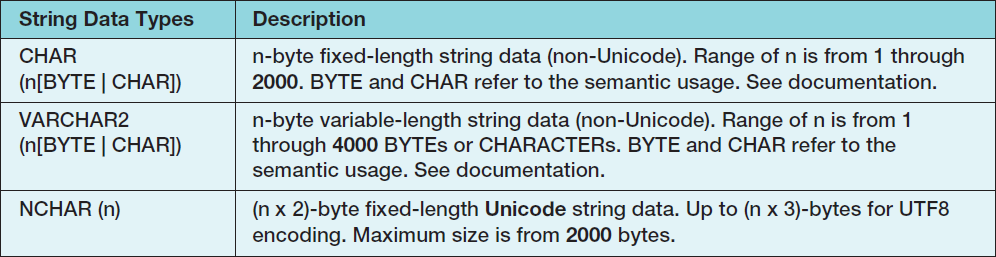 String Data Types
Description
CHAR
(n[BYTE | CHAR])
n-byte fixed-length string data (non-Unicode). Range of n is from 1 through
2000. BYTE and CHAR refer to the semantic usage. See documentation.
VARCHAR2
(n[BYTE | CHAR])
n-byte variable-length string data (non-Unicode). Range of n is from 1
through 4000 BYTEs or CHARACTERs. BYTE and CHAR refer to the
semantic usage. See documentation.
NCHAR (n)
(n x 2)-byte fixed-length Unicode string data. Up to (n x 3)-bytes for UTF8
encoding. Maximum size is from 2000 bytes.